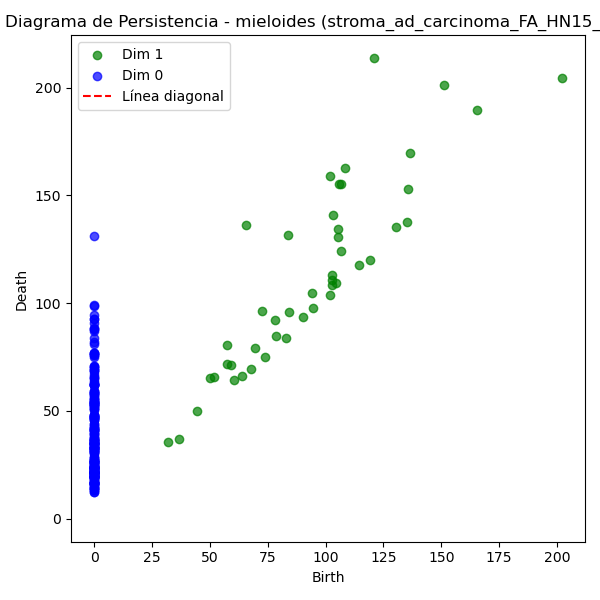 Diagrama de Persistencia - mieloides (stroma_ad_carcinoma_FA_HN15_
Dim 1
Dim 0
Línea diagonal
200
150
100
50
0
Death
0 25 50 75 100 125 150 175 200
Birth